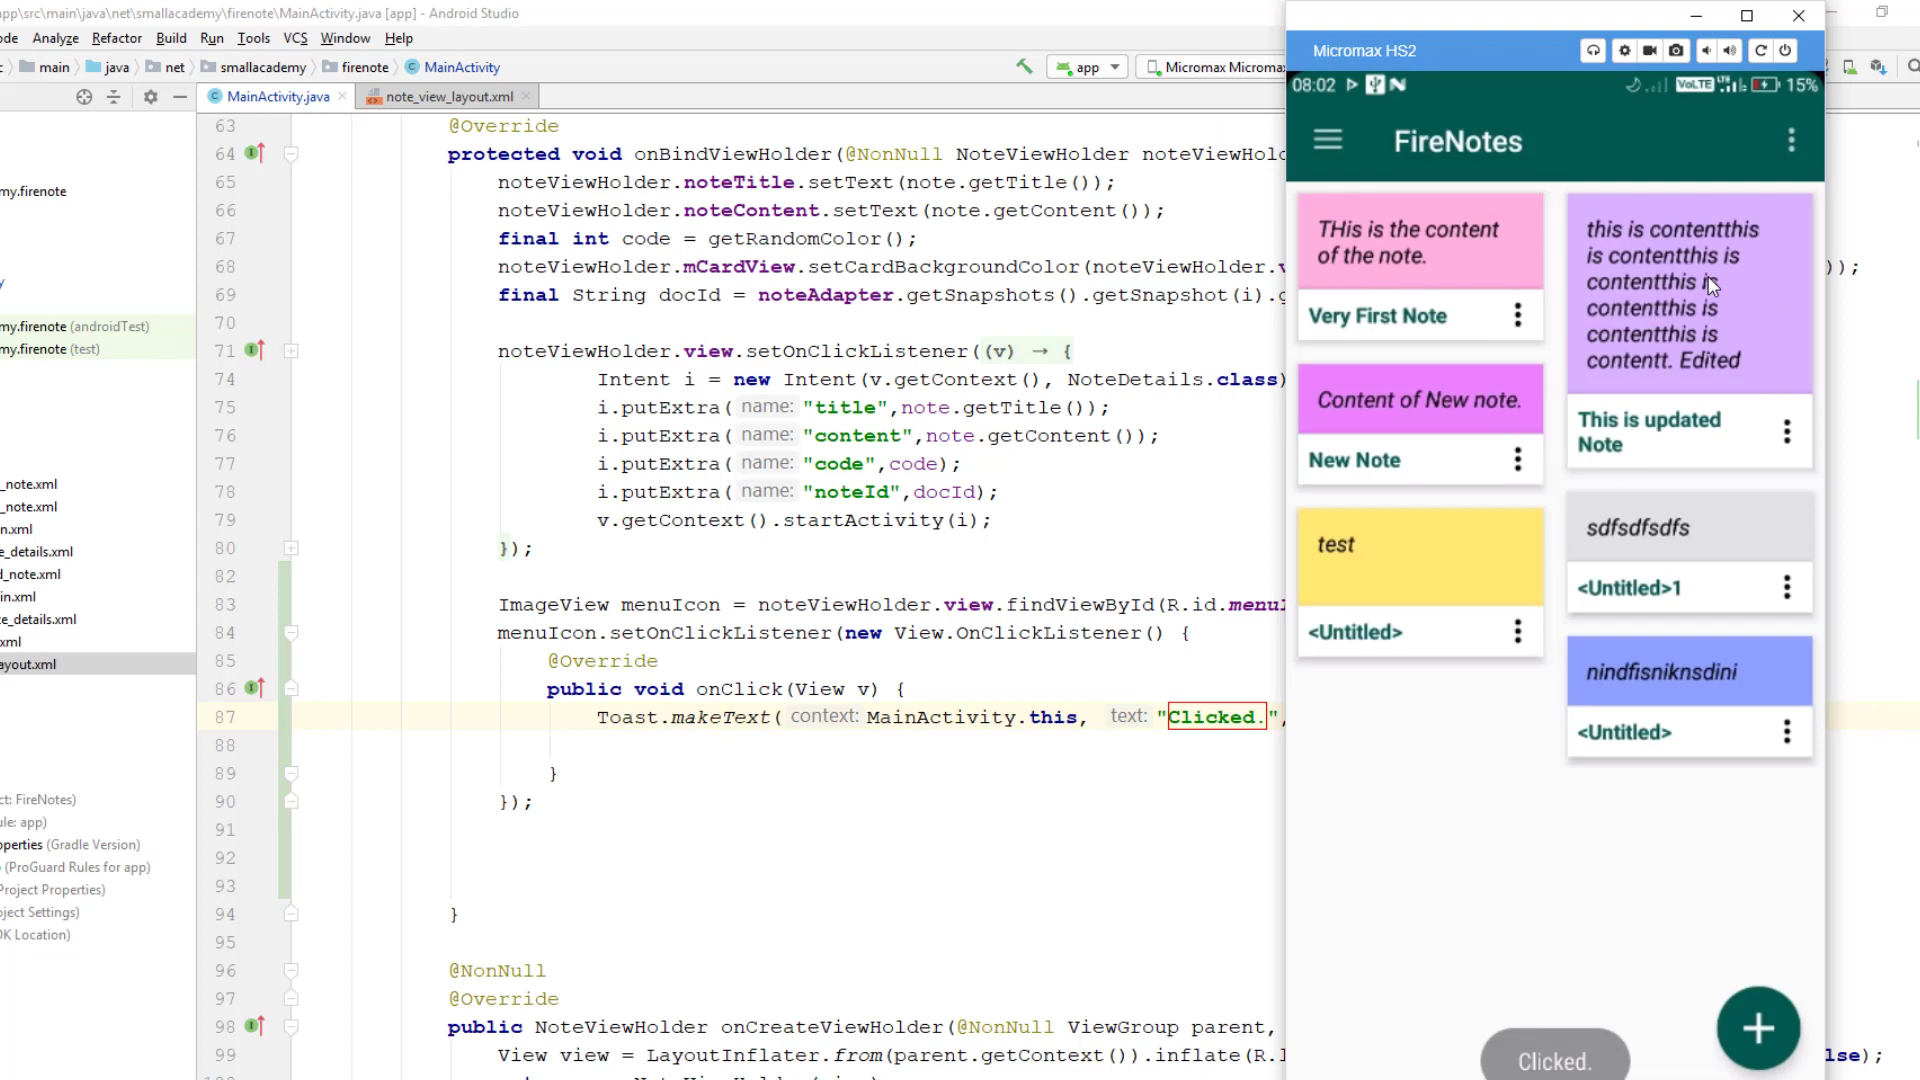 app\src\main\java\net\smallacademy\firenote\MainActivity.java [app] - Android Studio
ode Analyze Refactor Build Run Tools VCS Window Help
main java net smallacademy firenote MainActivity app Micromax Microma
MainActivity.java note_view_layout.xml
my.firenote
my.firenote (androidTest)
my.firenote (test)
_note.xml
_note.xml
n.xml
e_details.xml
d_note.xml
in.xml
te_details.xml
.xml
ayout.xml
ct: FireNotes)
ule: app)
operties (Gradle Version)
(ProGuard Rules for app)
Project Properties)
oject Settings)
DK Location)
63 @Override
64 protected void onBindViewHolder(@NonNull NoteViewHolder noteViewHol
65 noteViewHolder.noteTitle.setText(note.getTitle());
66 noteViewHolder.noteContent.setText(note.getContent());
67 final int code = getRandomColor();
68 noteViewHolder.mCardView.setCardBackgroundColor(noteViewHolder.v ));
69 final String docId = noteAdapter.getSnapshots().getSnapshot(i).g
70
71 noteViewHolder.view.setOnClickListener((v) → {
74 Intent i = new Intent(v.getContext(), NoteDetails.class)
75 i.putExtra( name: "title",note.getTitle());
76 i.putExtra( name: "content",note.getContent());
77 i.putExtra( name: "code",code);
78 i.putExtra( name: "noteId",docId);
79 v.getContext().startActivity(i);
80 });
82
83 ImageView menuIcon = noteViewHolder.view.findViewById(R.id.menuI
84 menuIcon.setOnClickListener(new View.OnClickListener() {
85 @Override
86 public void onClick(View v) {
87 Toast.makeText( context: MainActivity.this, text: "Clicked.",
88
89 }
90 });
91
92
93
94 }
95
96 @NonNull
97 @Override
98 public NoteViewHolder onCreateViewHolder(@NonNull ViewGroup parent,
99 View view = LayoutInflater.from(parent.getContext()).inflate(R.l lse);
Micromax HS2
08:02 VoLTE LTE 15%
FireNotes
THis is the content
of the note.
Very First Note
Content of New note.
New Note
test
<Untitled>
this is contentthis
is contentthis is
contentthis is
contentthis is
contentthis is
contentt. Edited
This is updated
Note
sdfsdfsdfs
<Untitled>1
nindfisniknsdini
<Untitled>
Clicked.